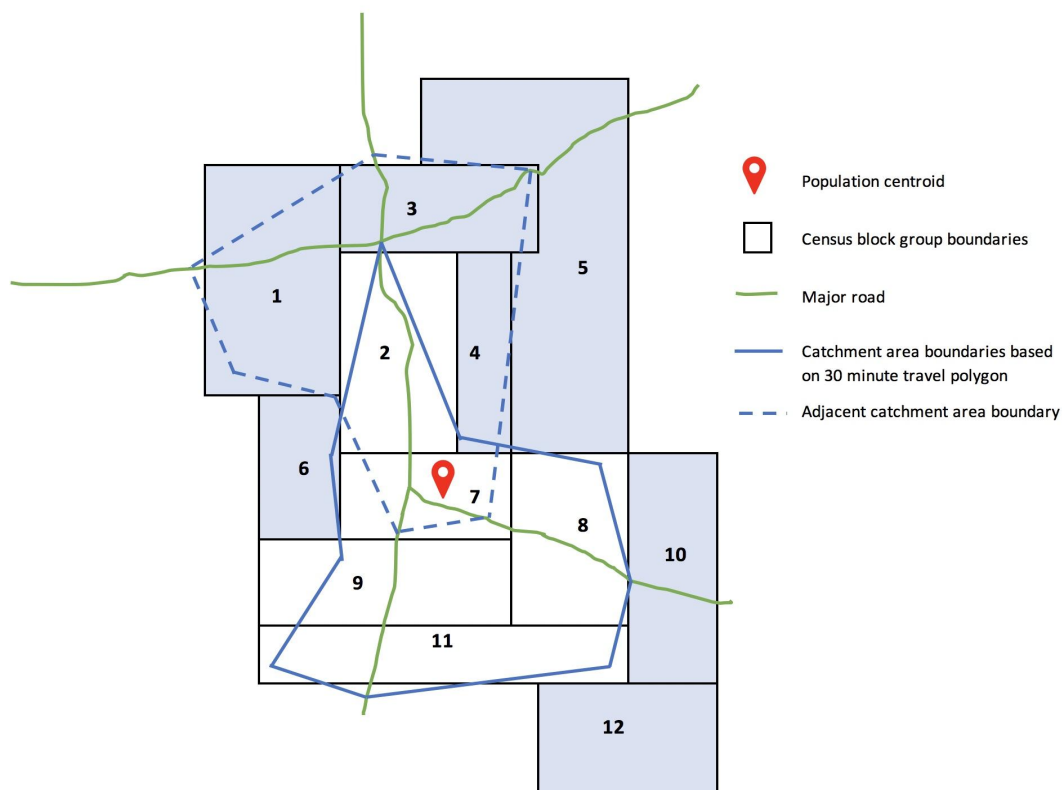 3
5
1
2
4
6
7
8
10
9
11
12
Population centroid
Census block group boundaries
Major road
Catchment area boundaries based
on 30 minute travel polygon
Adjacent catchment area boundary